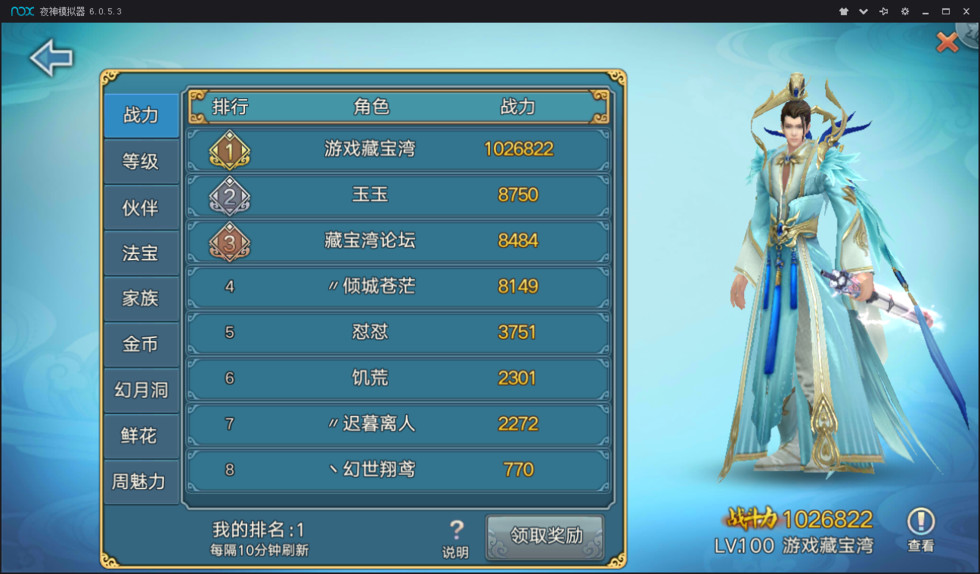 nox 夜神模拟器 6.0.5.3
战力
等级
伙伴
法宝
家族
金币
幻月洞
鲜花
周魅力
排行 角色 战力
1 游戏藏宝湾 1026822
2 玉玉 8750
3 藏宝湾论坛 8484
4 〃倾城苍茫 8149
5 怼怼 3751
6 饥荒 2301
7 〃迟暮离人 2272
8 丶幻世翔鸢 770
我的排名:1
每隔10分钟刷新
?
说明
领取奖励
战斗力 1026822
LV.100 游戏藏宝湾
查看